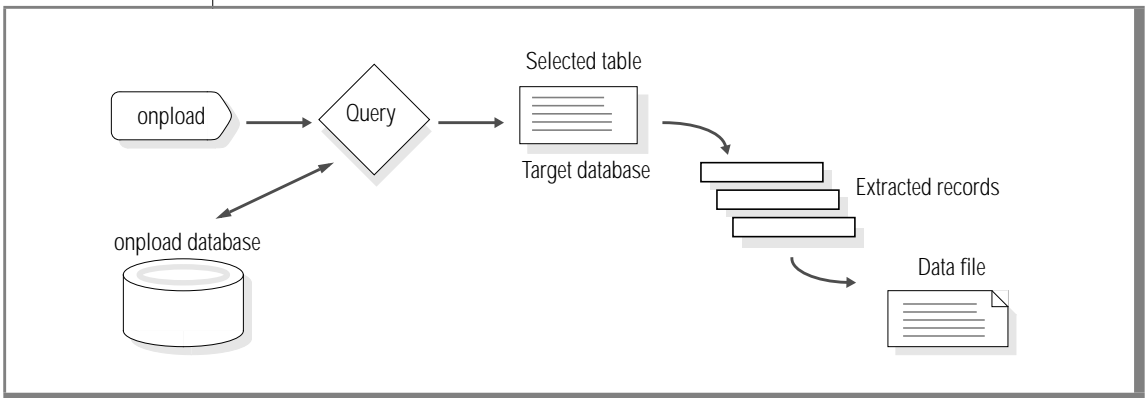 Selected table
onpload
Query
Target database
Extracted records
onpload database
Data file